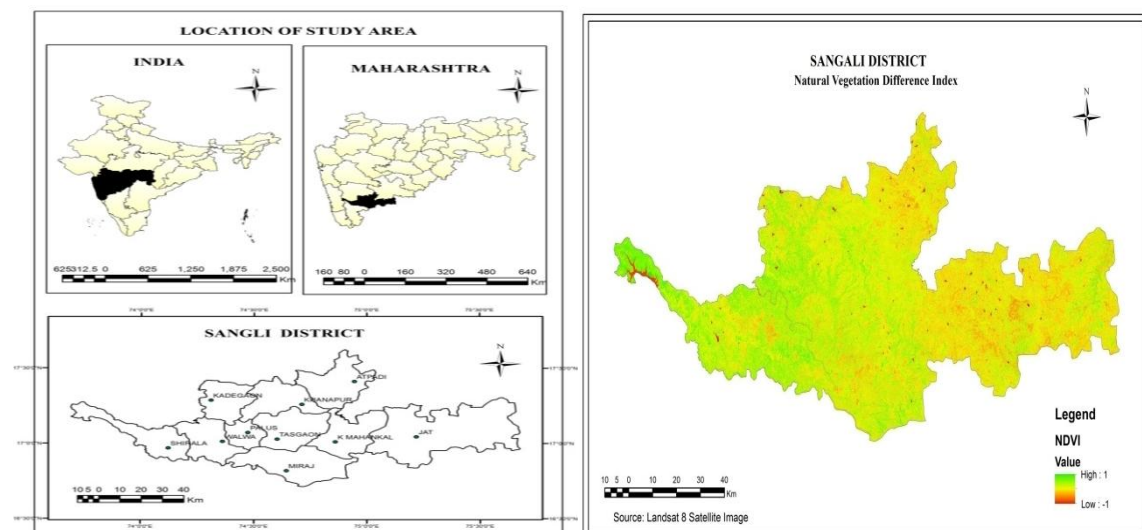 LOCATION OF STUDY AREA
INDIA
N
625312.5 0 625 1,250 1,875 2,500
Km
MAHARASHTRA
N
160 80 0 160 320 480 640
Km
SANGLI DISTRICT
N
ATPADI
KADEGAON
KHANAPUR
PALUS
SHIRALA
WALWA
TASGAON
K MAHANKAL
JAT
MIRAJ
10 5 0 10 20 30 40
Km
SANGALI DISTRICT
Natural Vegetation Difference Index
N
Legend
NDVI
Value
High : 1
Low : -1
10 5 0 10 20 30 40
Km
Source: Landsat 8 Satellite Image